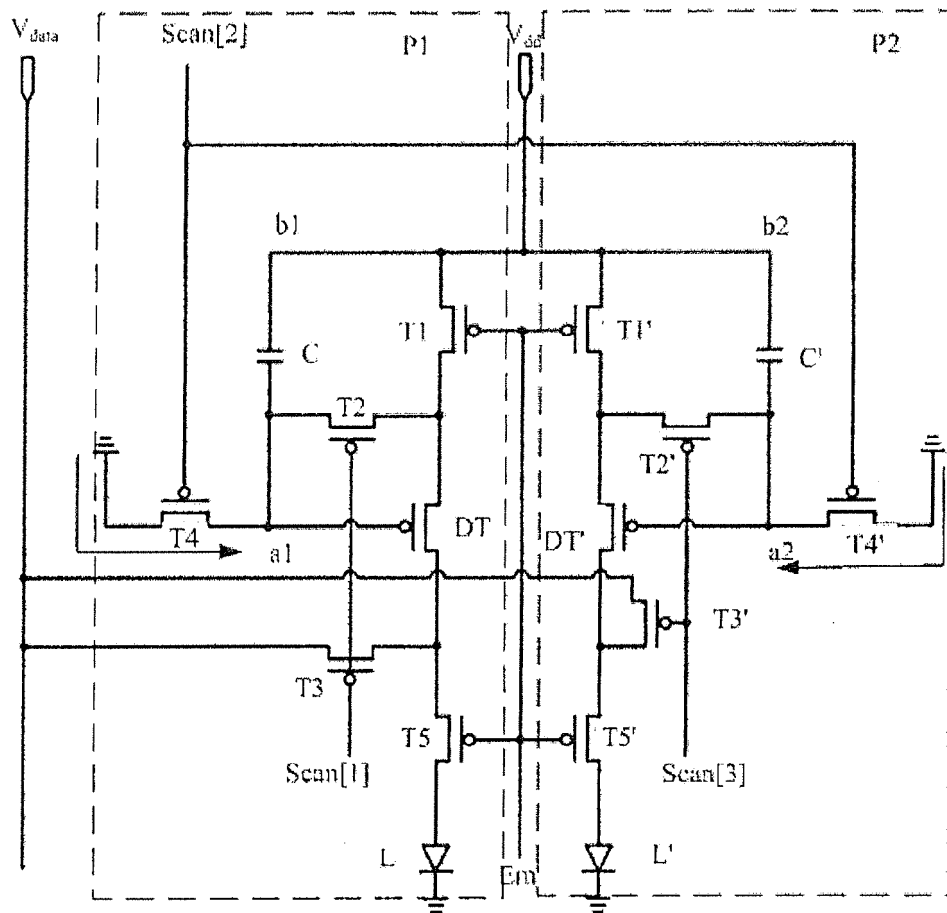 Vdata
Scan[2]
P1
Vdd
P2
b1
b2
T1
T1'
C
C'
T2
T2'
DT
DT'
T4
T4'
a1
a2
T3'
T3
T5
T5'
Scan[1]
Scan[3]
L
Em
L'